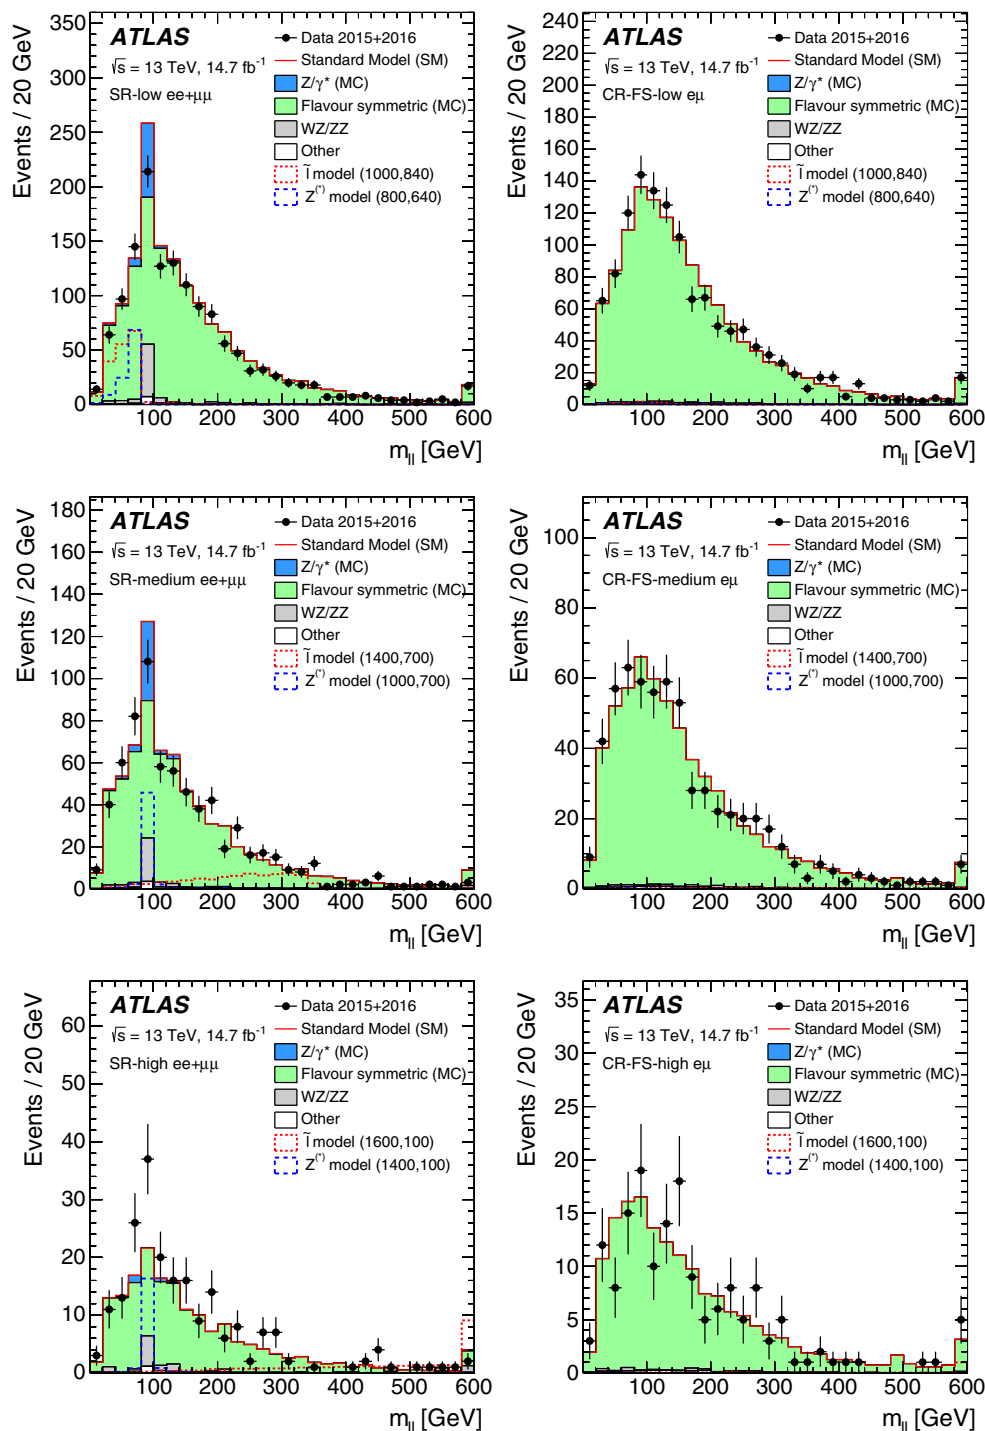 ATLAS
√s = 13 TeV, 14.7 fb⁻¹
SR-low ee+μμ
Data 2015+2016
Standard Model (SM)
Z/γ* (MC)
Flavour symmetric (MC)
WZ/ZZ
Other
l̃ model (1000,840)
Z⁽*⁾ model (800,640)
Events / 20 GeV
350
300
250
200
150
100
50
0
100 200 300 400 500 600
m_ll [GeV]
ATLAS
√s = 13 TeV, 14.7 fb⁻¹
CR-FS-low eμ
Data 2015+2016
Standard Model (SM)
Z/γ* (MC)
Flavour symmetric (MC)
WZ/ZZ
Other
l̃ model (1000,840)
Z⁽*⁾ model (800,640)
Events / 20 GeV
240
220
200
180
160
140
120
100
80
60
40
20
0
100 200 300 400 500 600
m_ll [GeV]
ATLAS
√s = 13 TeV, 14.7 fb⁻¹
SR-medium ee+μμ
Data 2015+2016
Standard Model (SM)
Z/γ* (MC)
Flavour symmetric (MC)
WZ/ZZ
Other
l̃ model (1400,700)
Z⁽*⁾ model (1000,700)
Events / 20 GeV
180
160
140
120
100
80
60
40
20
0
100 200 300 400 500 600
m_ll [GeV]
ATLAS
√s = 13 TeV, 14.7 fb⁻¹
CR-FS-medium eμ
Data 2015+2016
Standard Model (SM)
Z/γ* (MC)
Flavour symmetric (MC)
WZ/ZZ
Other
l̃ model (1400,700)
Z⁽*⁾ model (1000,700)
Events / 20 GeV
100
80
60
40
20
0
100 200 300 400 500 600
m_ll [GeV]
ATLAS
√s = 13 TeV, 14.7 fb⁻¹
SR-high ee+μμ
Data 2015+2016
Standard Model (SM)
Z/γ* (MC)
Flavour symmetric (MC)
WZ/ZZ
Other
l̃ model (1600,100)
Z⁽*⁾ model (1400,100)
Events / 20 GeV
60
50
40
30
20
10
0
100 200 300 400 500 600
m_ll [GeV]
ATLAS
√s = 13 TeV, 14.7 fb⁻¹
CR-FS-high eμ
Data 2015+2016
Standard Model (SM)
Z/γ* (MC)
Flavour symmetric (MC)
WZ/ZZ
Other
l̃ model (1600,100)
Z⁽*⁾ model (1400,100)
Events / 20 GeV
35
30
25
20
15
10
5
0
100 200 300 400 500 600
m_ll [GeV]